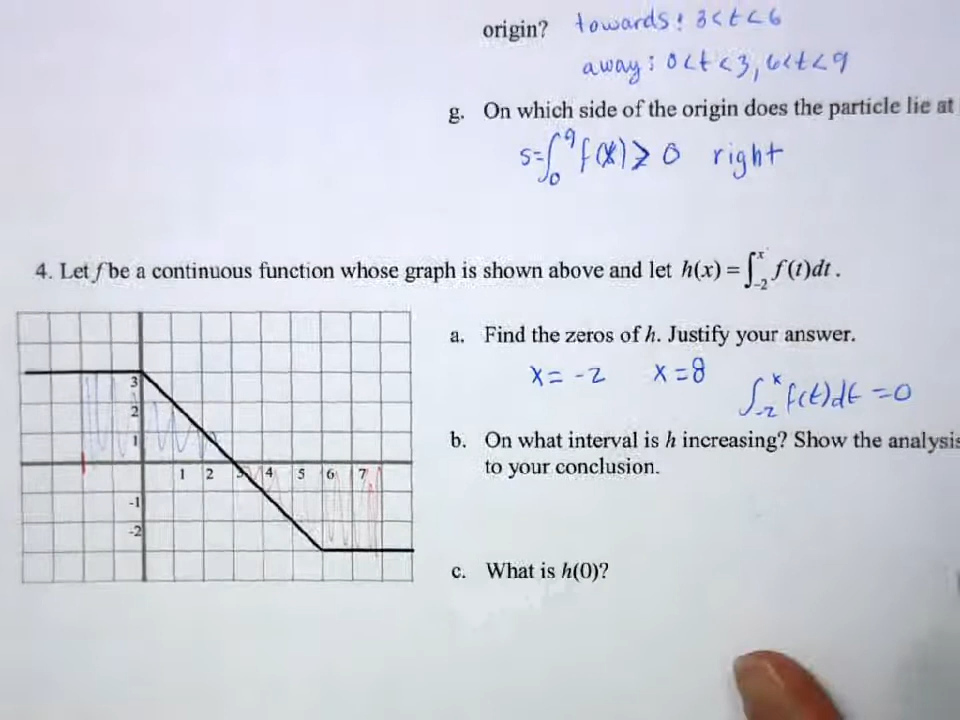 origin? towards: 3<t<6
away: 0<t<3, 6<t<9
g. On which side of the origin does the particle lie at
s=∫₀⁹ f(x) ≥ 0 right
4. Let f be a continuous function whose graph is shown above and let h(x) = ∫₋₂ˣ f(t)dt.
a. Find the zeros of h. Justify your answer.
x = -2 x = 8
∫₋₂ˣ f(t)dt = 0
b. On what interval is h increasing? Show the analysis
to your conclusion.
c. What is h(0)?
3
2
1
1 2 3 4 5 6 7
-1
-2